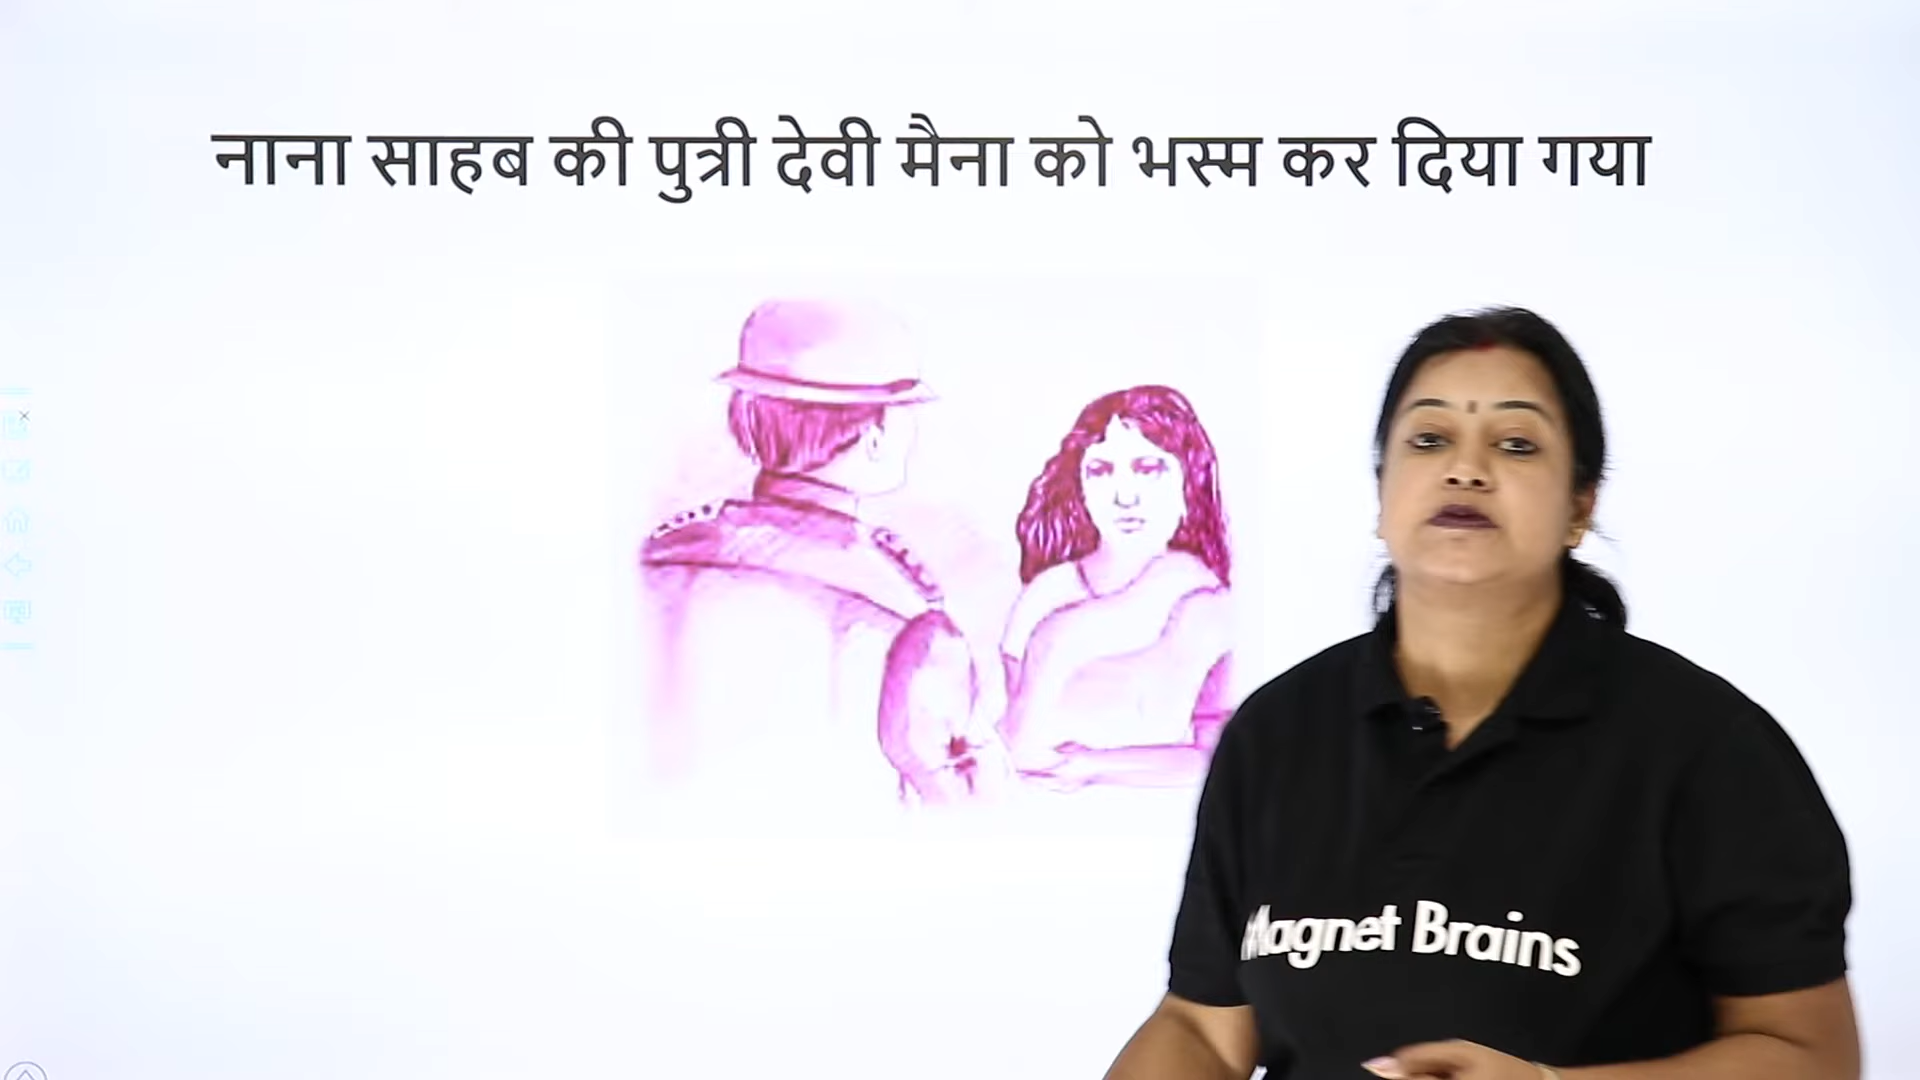 नाना साहब की पुत्री देवी मैना को भस्म कर दिया गया
Magnet Brains